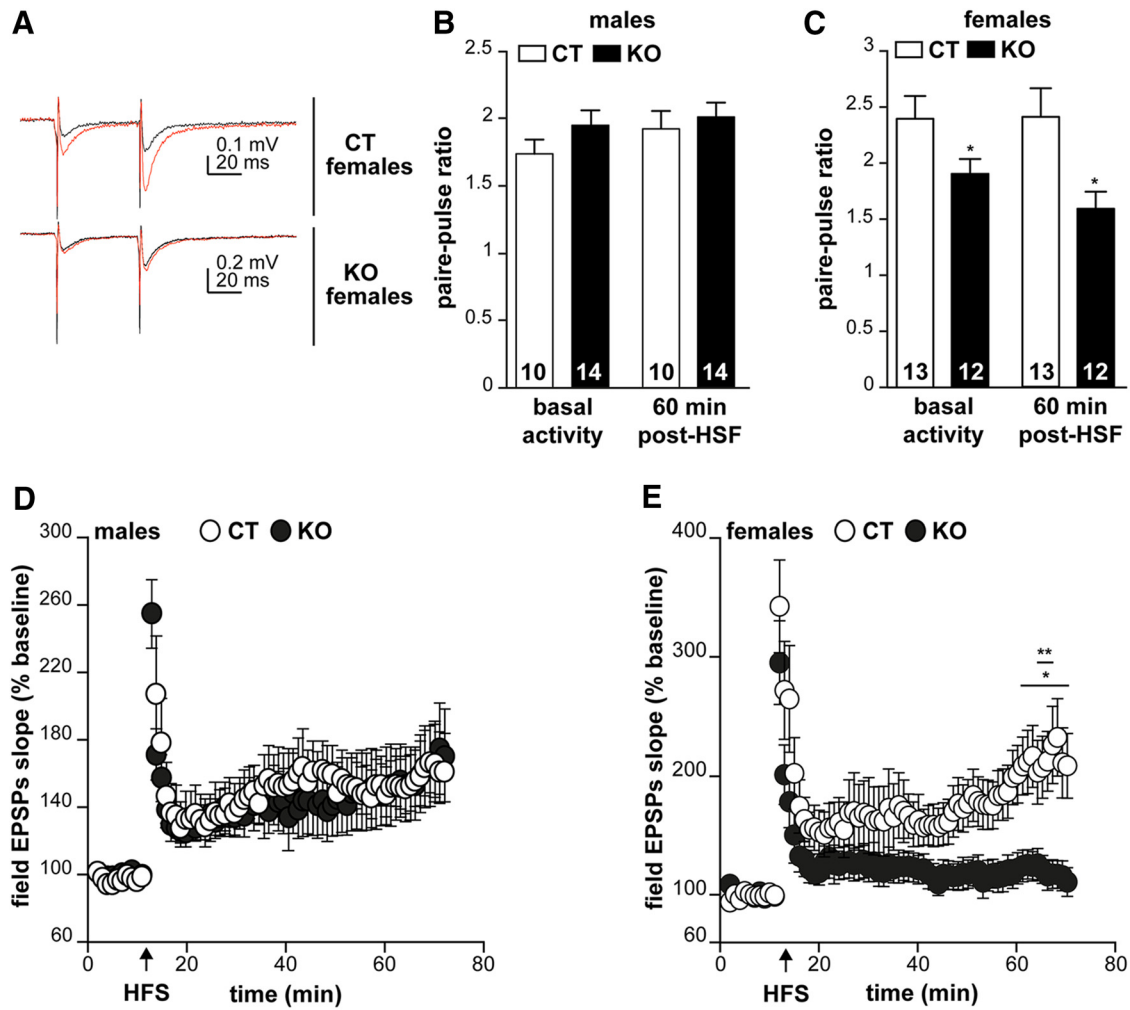 A
0.1 mV
20 ms
CT
females
0.2 mV
20 ms
KO
females
B
males
CT KO
paire-pulse ratio
2.5
2
1.5
1
0.5
0
10 14 10 14
basal
activity
60 min
post-HSF
C
females
CT KO
paire-pulse ratio
3
2.5
2
1.5
1
0.5
0
* *
13 12 13 12
basal
activity
60 min
post-HSF
D
males CT KO
field EPSPs slope (% baseline)
300
260
220
180
140
100
60
0 20 40 60 80
HFS time (min)
E
females CT KO
field EPSPs slope (% baseline)
400
300
200
100
60
**
*
0 20 40 60 80
HFS time (min)